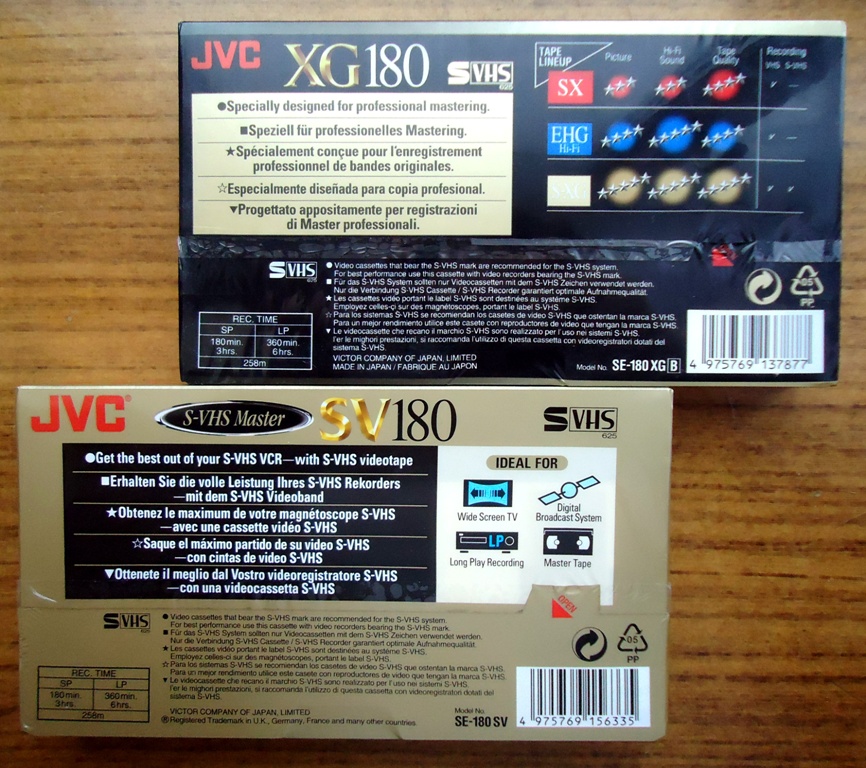 JVC XG180 S VHS 625
●Specially designed for professional mastering.
■Speziell für professionelles Mastering.
★Spécialement conçue pour l'enregistrement
professionnel de bandes originales.
☆Especialmente diseñada para copia profesional.
▼Progettato appositamente per registrazioni
di Master professionali.
TAPE LINEUP Picture Hi-Fi Sound Tape Quality Recording
VHS S-VHS
SX
EHG
Hi-Fi
S-XG
S VHS 625
● Video cassettes that bear the S-VHS mark are recommended for the S-VHS system.
For best performance use this cassette with video recorders bearing the S-VHS mark.
■ Für das S-VHS System sollten nur Videocassetten mit dem S-VHS Zeichen verwendet werden.
Nur die Verbindung S-VHS Cassette / S-VHS Recorder garantiert optimale Aufnahmequalität.
★ Les cassettes vidéo portant le label S-VHS sont destinées au système S-VHS.
Employez celles-çi sur des magnétoscopes, portant le label S-VHS.
☆ Para los sistemas S-VHS se recomiendan los casetes de video S-VHS que ostentan la marca S-VHS.
Para un mejor rendimiento utilice este casete con reproductores de video que tengan la marca S-VHS.
▼ Le videocassette che recano il marchio S-VHS sono realizzato per l'uso nei sistemi S-VHS.
l'er le migliori prestazioni, si raccomanda l'utilizzo di questa cassetta con videoregistratori dotati del
sistema S-VHS.
REC. TIME
SP LP
180min. 360min.
3hrs. 6hrs.
258m
VICTOR COMPANY OF JAPAN, LIMITED
MADE IN JAPAN / FABRIQUE AU JAPON
Model No. SE-180 XG B
05
PP
4 975769 137877
JVC® S-VHS Master SV180 S VHS 625
●Get the best out of your S-VHS VCR—with S-VHS videotape
■Erhalten Sie die volle Leistung Ihres S-VHS Rekorders
—mit dem S-VHS Videoband
★Obtenez le maximum de votre magnétoscope S-VHS
—avec une cassette vidéo S-VHS
☆Saque el máximo partido de su video S-VHS
—con cintas de video S-VHS
▼Ottenete il meglio dal Vostro videoregistratore S-VHS
—con una videocassetta S-VHS
IDEAL FOR
Wide Screen TV
Digital
Broadcast System
LP
Long Play Recording
Master Tape
OPEN
S VHS 625
● Video cassettes that bear the S-VHS mark are recommended for the S-VHS system.
For best performance use this cassette with video recorders bearing the S-VHS mark.
■ Für das S-VHS System sollten nur Videocassetten mit dem S-VHS Zeichen verwendet werden.
Nur die Verbindung S-VHS Cassette / S-VHS Recorder garantiert optimale Aufnahmequalität.
★ Les cassettes vidéo portant le label S-VHS sont destinées au système S-VHS.
Employez celles-çi sur des magnétoscopes, portant le label S-VHS.
☆ Para los sistemas S-VHS se recomiendan los casetes de video S-VHS que ostentan la marca S-VHS.
Para un mejor rendimiento utilice este casete con reproductores de video que tengan la marca S-VHS.
▼ Le videocassette che recano il marchio S-VHS sono realizzato per l'uso nei sistemi S-VHS.
l'er le migliori prestazioni, si raccomanda l'utilizzo di questa cassetta con videoregistratori dotati del
sistema S-VHS.
REC. TIME
SP LP
180min. 360min.
3hrs. 6hrs.
258m
VICTOR COMPANY OF JAPAN, LIMITED
®Registered Trademark in U.K., Germany, France and many other countries.
Model No.
SE-180 SV
05
PP
4 975769 156335